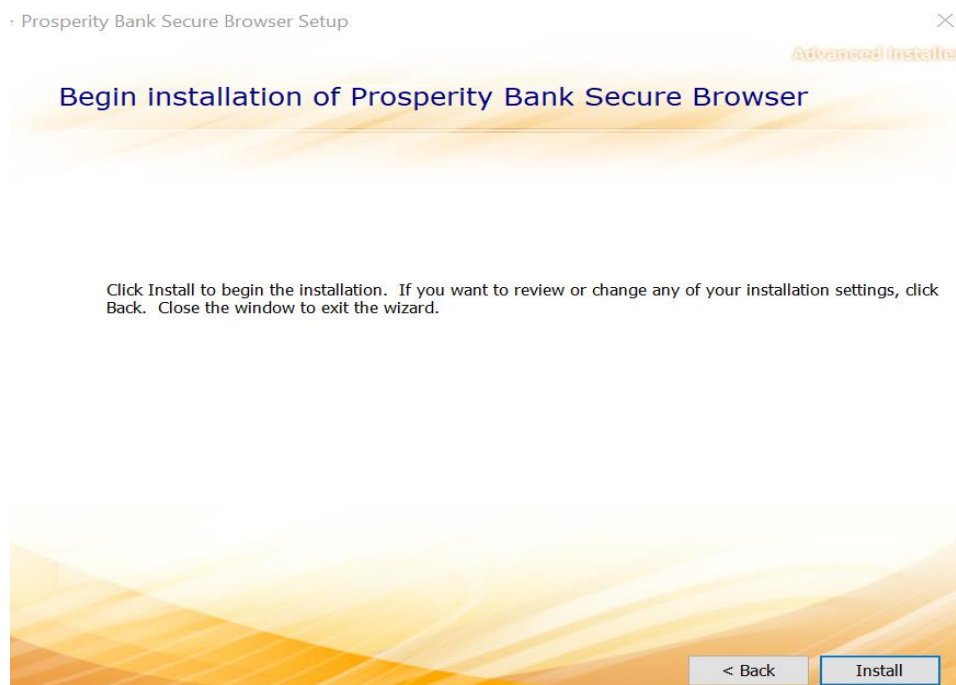 Prosperity Bank Secure Browser Setup
Advanced Installe
Begin installation of Prosperity Bank Secure Browser
Click Install to begin the installation. If you want to review or change any of your installation settings, click
Back. Close the window to exit the wizard.
< Back
Install